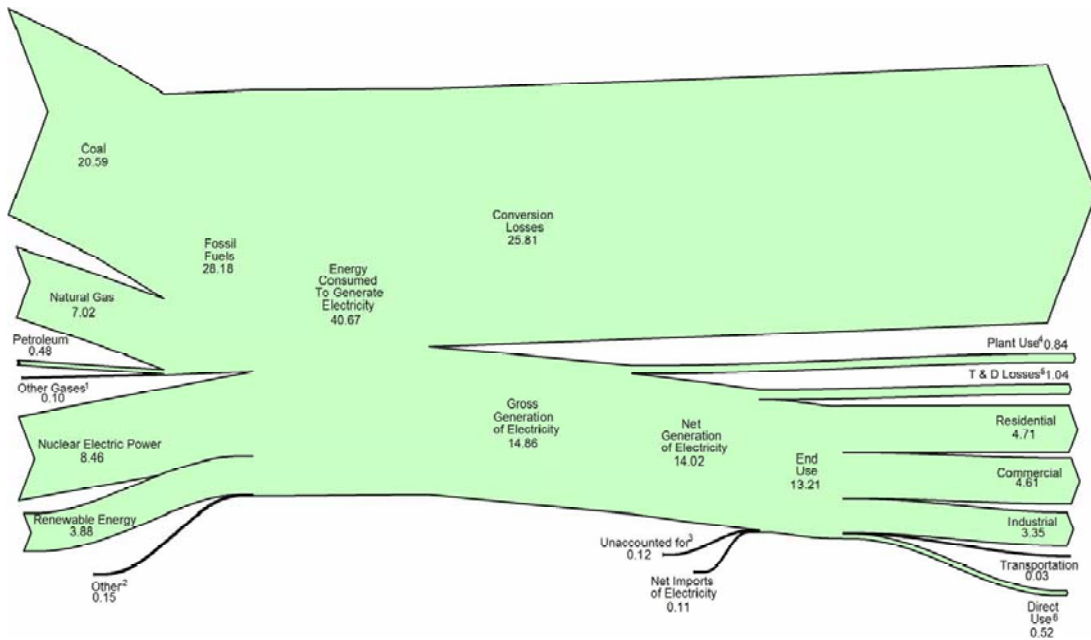 Coal
20.59
Fossil
Fuels
28.18
Natural Gas
7.02
Petroleum
0.48
Other Gases¹
0.10
Nuclear Electric Power
8.46
Renewable Energy
3.88
Other²
0.15
Energy
Consumed
To Generate
Electricity
40.67
Conversion
Losses
25.81
Gross
Generation
of Electricity
14.86
Net
Generation
of Electricity
14.02
Unaccounted for³
0.12
Net Imports
of Electricity
0.11
End
Use
13.21
Plant Use⁴ 0.84
T & D Losses⁵ 1.04
Residential
4.71
Commercial
4.61
Industrial
3.35
Transportation
0.03
Direct
Use⁶
0.52